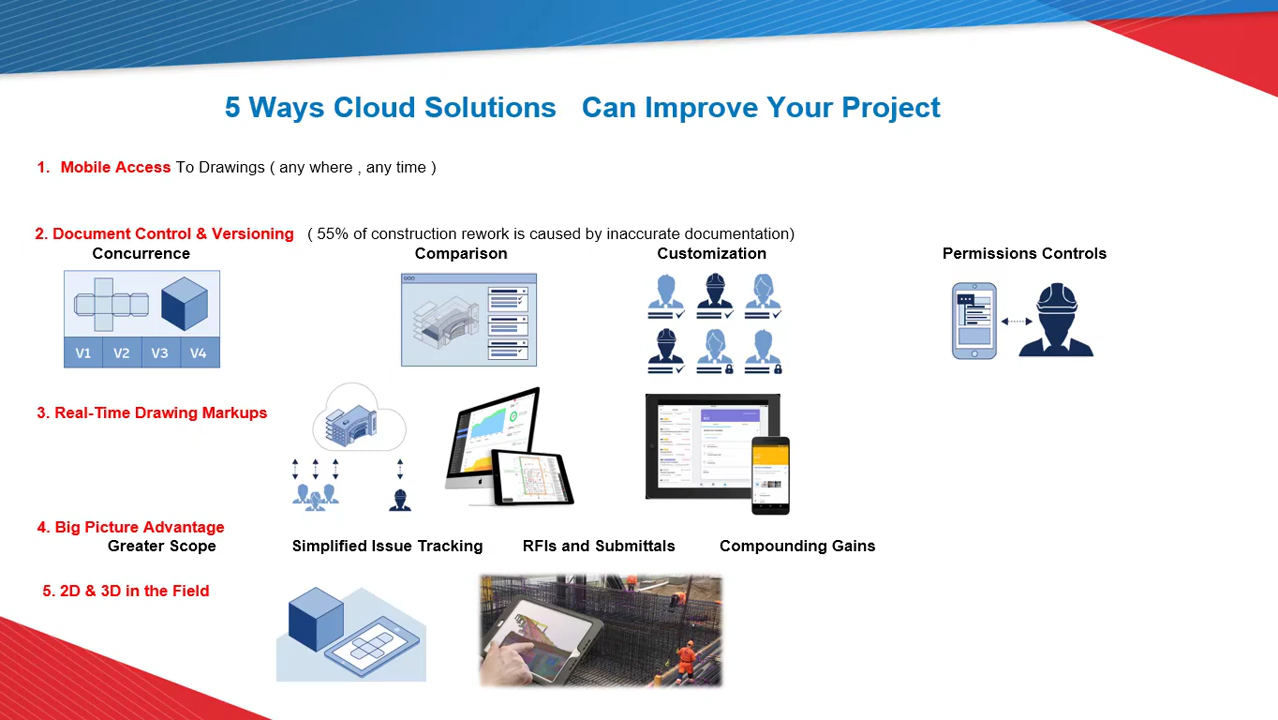 5 Ways Cloud Solutions Can Improve Your Project
1. Mobile Access To Drawings ( any where , any time )
2. Document Control & Versioning ( 55% of construction rework is caused by inaccurate documentation)
Concurrence Comparison Customization Permissions Controls
V1 V2 V3 V4
3. Real-Time Drawing Markups
4. Big Picture Advantage
Greater Scope Simplified Issue Tracking RFIs and Submittals Compounding Gains
5. 2D & 3D in the Field